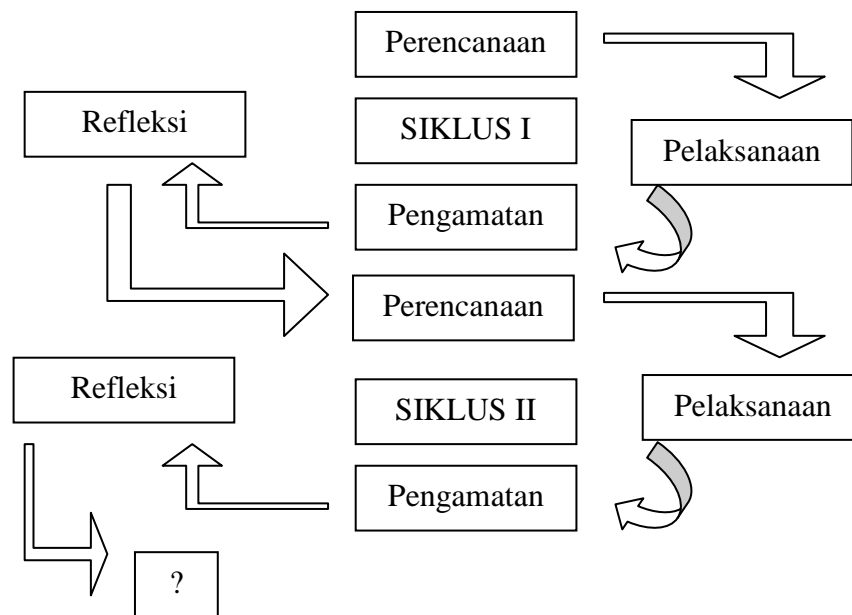 Perencanaan
Refleksi
SIKLUS I
Pelaksanaan
Pengamatan
Perencanaan
Refleksi
SIKLUS II
Pelaksanaan
Pengamatan
?